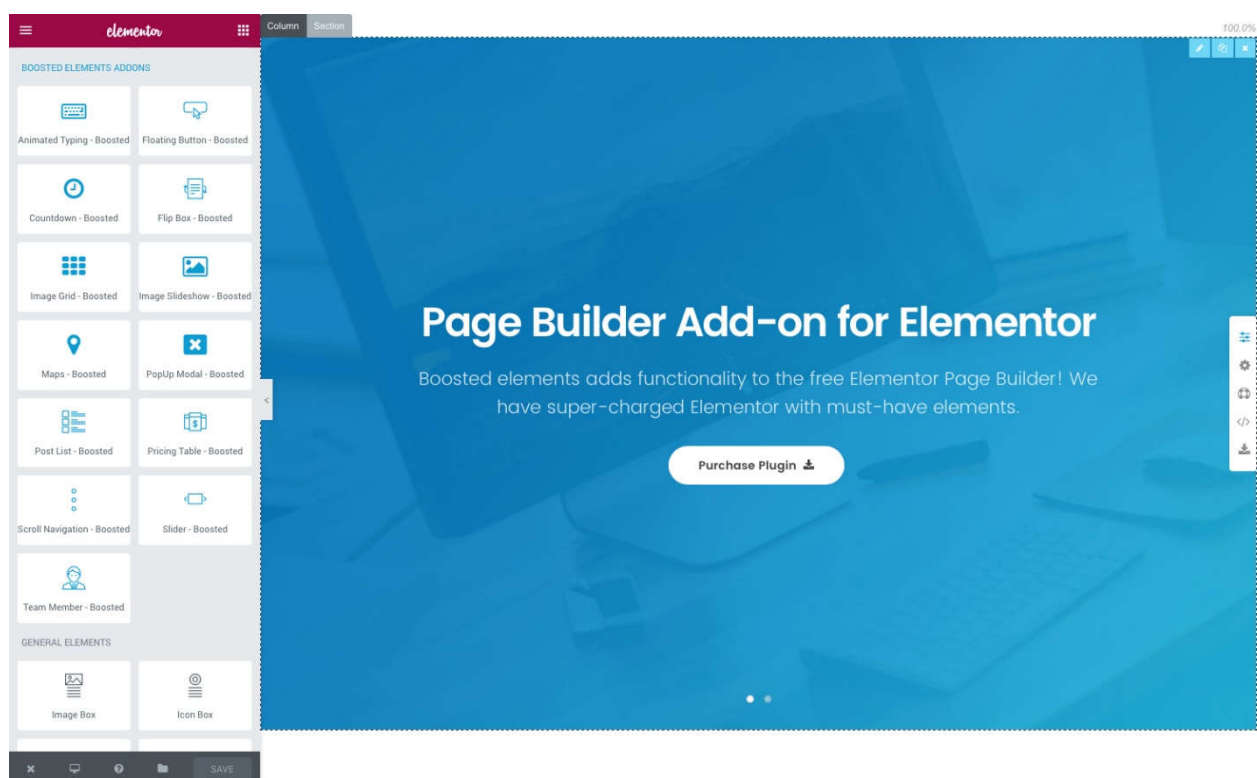 elementor
Column Section
100.0%
BOOSTED ELEMENTS ADDONS
Animated Typing - Boosted
Floating Button - Boosted
Countdown - Boosted
Flip Box - Boosted
Image Grid - Boosted
Image Slideshow - Boosted
Maps - Boosted
PopUp Modal - Boosted
Post List - Boosted
Pricing Table - Boosted
Scroll Navigation - Boosted
Slider - Boosted
Team Member - Boosted
GENERAL ELEMENTS
Image Box
Icon Box
SAVE
Page Builder Add-on for Elementor
Boosted elements adds functionality to the free Elementor Page Builder! We
have super-charged Elementor with must-have elements.
Purchase Plugin